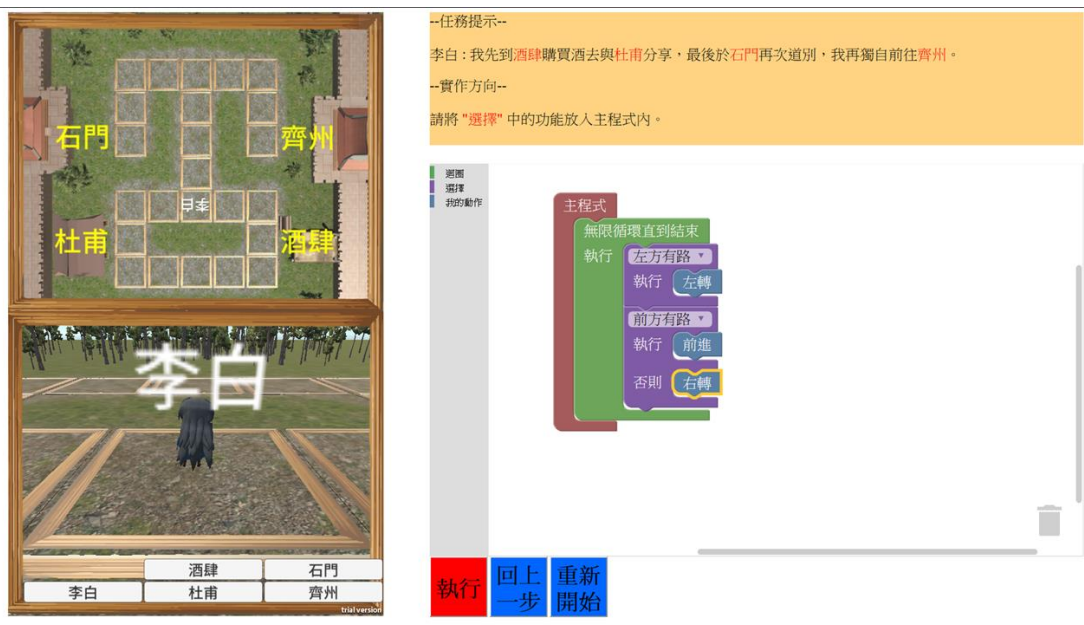 石門
齊州
李白
杜甫
酒肆
李白
酒肆
石門
李白
杜甫
齊州
trial version
--任務提示--
李白 : 我先到酒肆購買酒去與杜甫分享，最後於石門再次道別，我再獨自前往齊州。
--實作方向--
請將 "選擇" 中的功能放入主程式內。
迴圈
選擇
我的動作
主程式
無限循環直到結束
執行
左方有路
執行
左轉
前方有路
執行
前進
否則
右轉
執行
回上
一步
重新
開始